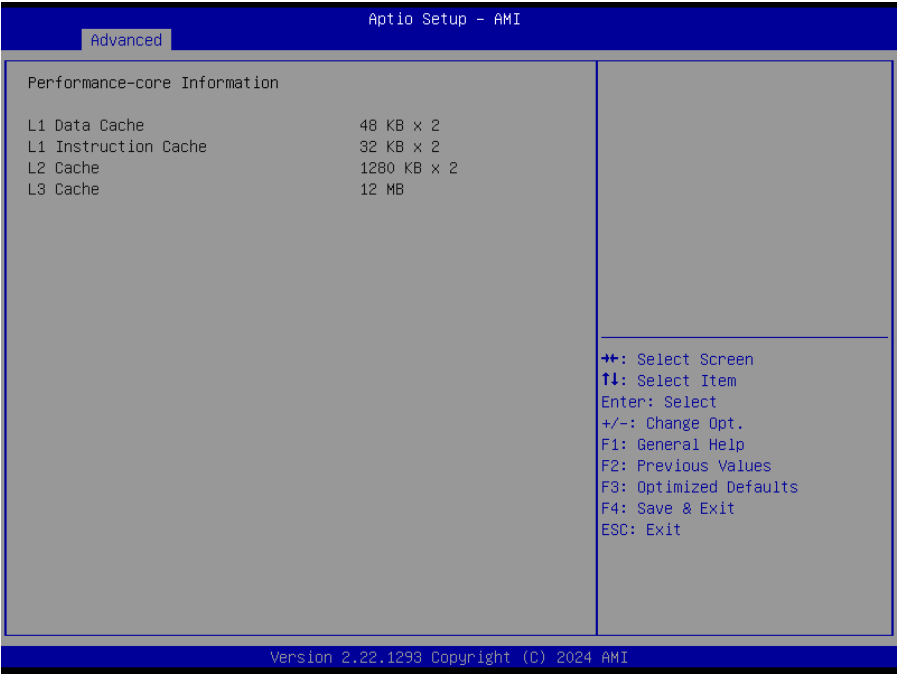 Aptio Setup - AMI
Advanced
Performance-core Information
L1 Data Cache 48 KB x 2
L1 Instruction Cache 32 KB x 2
L2 Cache 1280 KB x 2
L3 Cache 12 MB
→←: Select Screen
↑↓: Select Item
Enter: Select
+/-: Change Opt.
F1: General Help
F2: Previous Values
F3: Optimized Defaults
F4: Save & Exit
ESC: Exit
Version 2.22.1293 Copyright (C) 2024 AMI